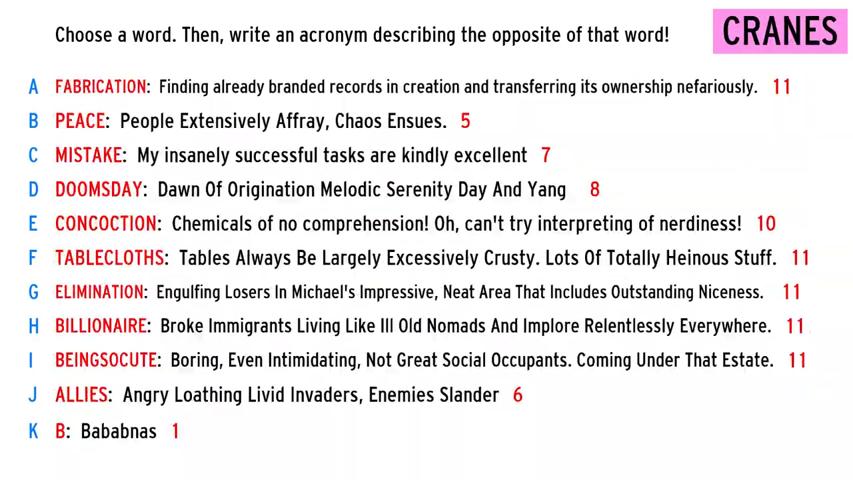 Choose a word. Then, write an acronym describing the opposite of that word!
CRANES
A FABRICATION: Finding already branded records in creation and transferring its ownership nefariously. 11
B PEACE: People Extensively Affray, Chaos Ensues. 5
C MISTAKE: My insanely successful tasks are kindly excellent 7
D DOOMSDAY: Dawn Of Origination Melodic Serenity Day And Yang 8
E CONCOCTION: Chemicals of no comprehension! Oh, can't try interpreting of nerdiness! 10
F TABLECLOTHS: Tables Always Be Largely Excessively Crusty. Lots Of Totally Heinous Stuff. 11
G ELIMINATION: Engulfing Losers In Michael's Impressive, Neat Area That Includes Outstanding Niceness. 11
H BILLIONAIRE: Broke Immigrants Living Like Ill Old Nomads And Implore Relentlessly Everywhere. 11
I BEINGSOCUTE: Boring, Even Intimidating, Not Great Social Occupants. Coming Under That Estate. 11
J ALLIES: Angry Loathing Livid Invaders, Enemies Slander 6
K B: Bababnas 1